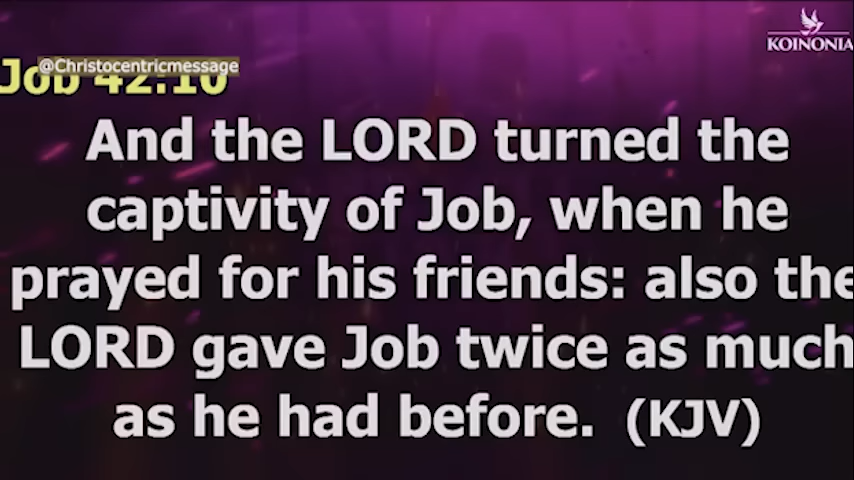 KOINONIA
@Christocentricmessage
Job 42:10
And the LORD turned the
captivity of Job, when he
prayed for his friends: also the
LORD gave Job twice as much
as he had before. (KJV)